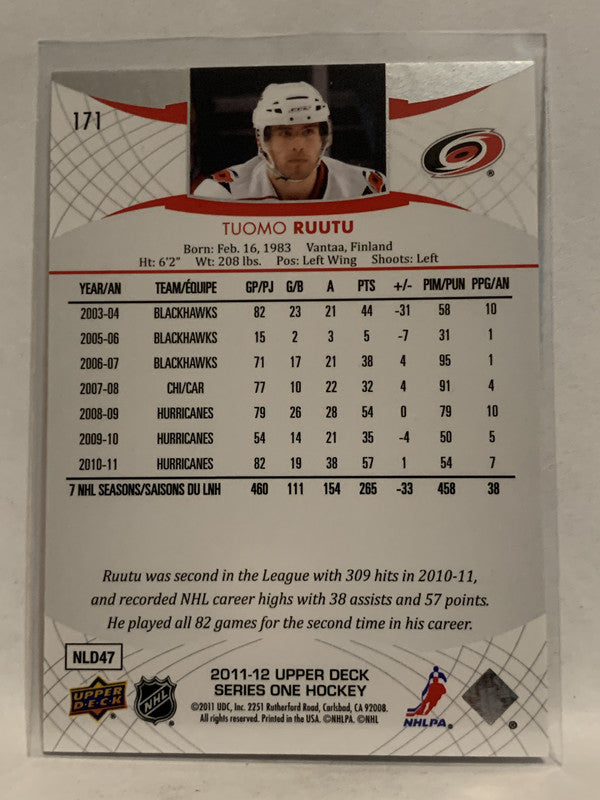 171
TUOMO RUUTU
Born: Feb. 16, 1983 Vantaa, Finland
Ht: 6'2" Wt: 208 lbs. Pos: Left Wing Shoots: Left
YEAR/AN TEAM/ÉQUIPE GP/PJ G/B A PTS +/- PIM/PUN PPG/AN
2003-04 BLACKHAWKS 82 23 21 44 -31 58 10
2005-06 BLACKHAWKS 15 2 3 5 -7 31 1
2006-07 BLACKHAWKS 71 17 21 38 4 95 1
2007-08 CHI/CAR 77 10 22 32 4 91 4
2008-09 HURRICANES 79 26 28 54 0 79 10
2009-10 HURRICANES 54 14 21 35 -4 50 5
2010-11 HURRICANES 82 19 38 57 1 54 7
7 NHL SEASONS/SAISONS DU LNH 460 111 154 265 -33 458 38
Ruutu was second in the League with 309 hits in 2010-11,
and recorded NHL career highs with 38 assists and 57 points.
He played all 82 games for the second time in his career.
NLD47
2011-12 UPPER DECK
SERIES ONE HOCKEY
©2011 UDC, Inc. 2251 Rutherford Road, Carlsbad, CA 92008.
All rights reserved. Printed in the USA. ©NHLPA. ©NHL
UPPER DECK
NHL
NHLPA